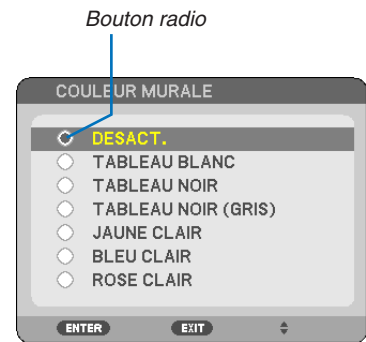 Bouton radio
COULEUR MURALE
DESACT.
TABLEAU BLANC
TABLEAU NOIR
TABLEAU NOIR (GRIS)
JAUNE CLAIR
BLEU CLAIR
ROSE CLAIR
ENTER EXIT